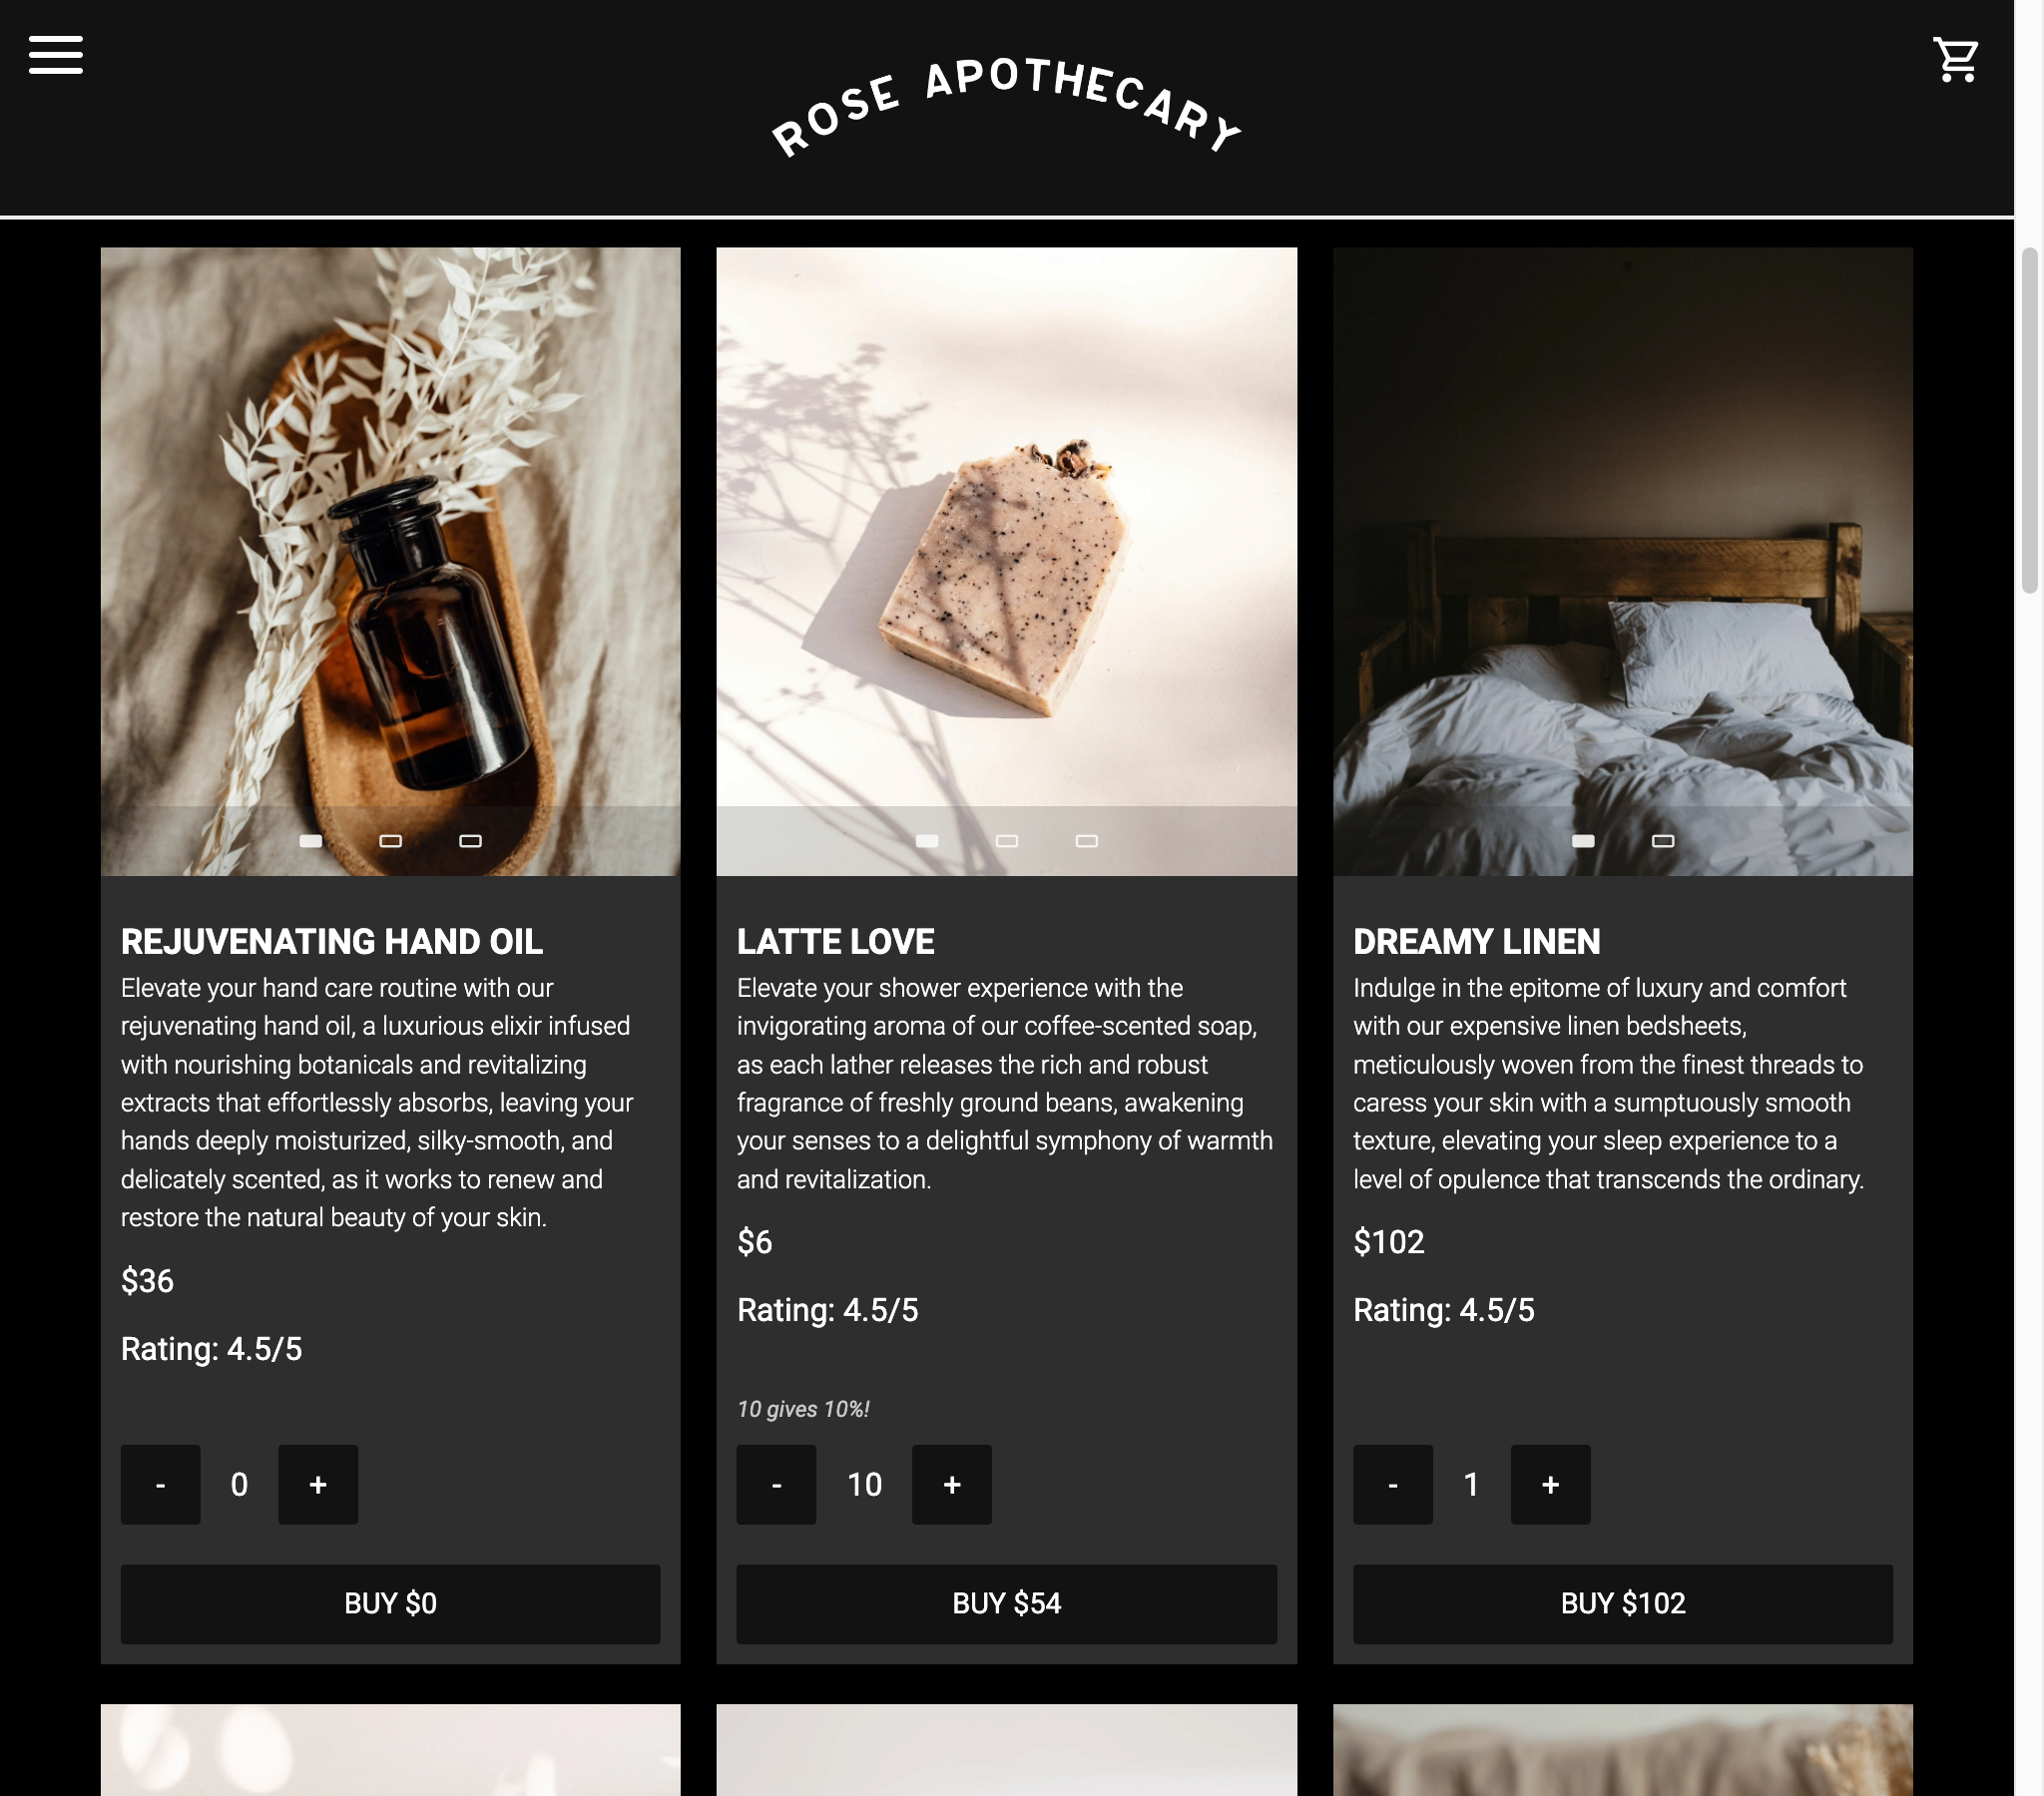 ROSE APOTHECARY
REJUVENATING HAND OIL
Elevate your hand care routine with our
rejuvenating hand oil, a luxurious elixir infused
with nourishing botanicals and revitalizing
extracts that effortlessly absorbs, leaving your
hands deeply moisturized, silky-smooth, and
delicately scented, as it works to renew and
restore the natural beauty of your skin.
$36
Rating: 4.5/5
- 0 +
BUY $0
LATTE LOVE
Elevate your shower experience with the
invigorating aroma of our coffee-scented soap,
as each lather releases the rich and robust
fragrance of freshly ground beans, awakening
your senses to a delightful symphony of warmth
and revitalization.
$6
Rating: 4.5/5
10 gives 10%!
- 10 +
BUY $54
DREAMY LINEN
Indulge in the epitome of luxury and comfort
with our expensive linen bedsheets,
meticulously woven from the finest threads to
caress your skin with a sumptuously smooth
texture, elevating your sleep experience to a
level of opulence that transcends the ordinary.
$102
Rating: 4.5/5
- 1 +
BUY $102